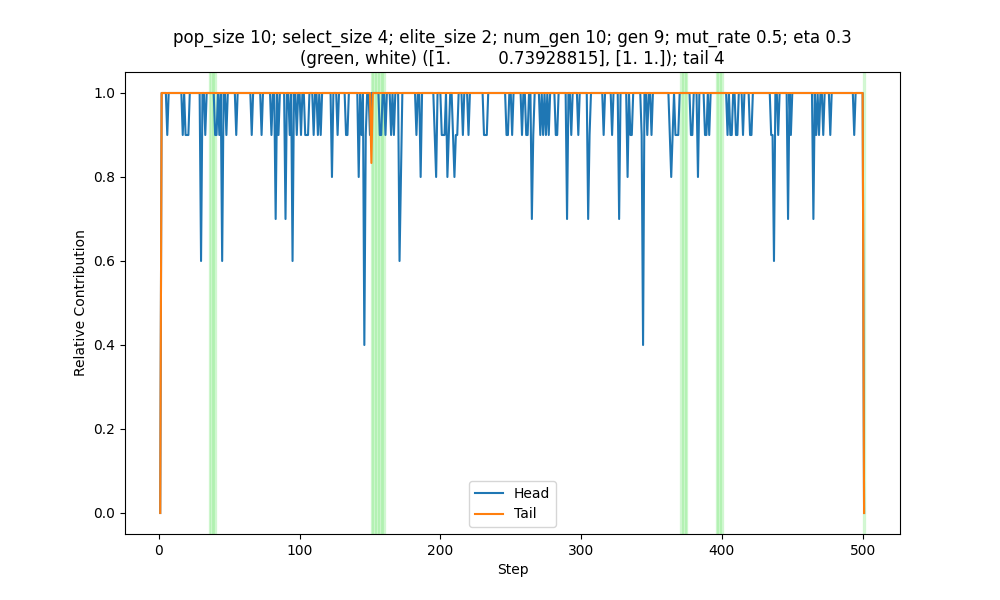 pop_size 10; select_size 4; elite_size 2; num_gen 10; gen 9; mut_rate 0.5; eta 0.3
(green, white) ([1.          0.73928815], [1. 1.]); tail 4
1.0
0.8
0.6
0.4
0.2
0.0
Relative Contribution
Head
Tail
0
100
200
300
400
500
Step